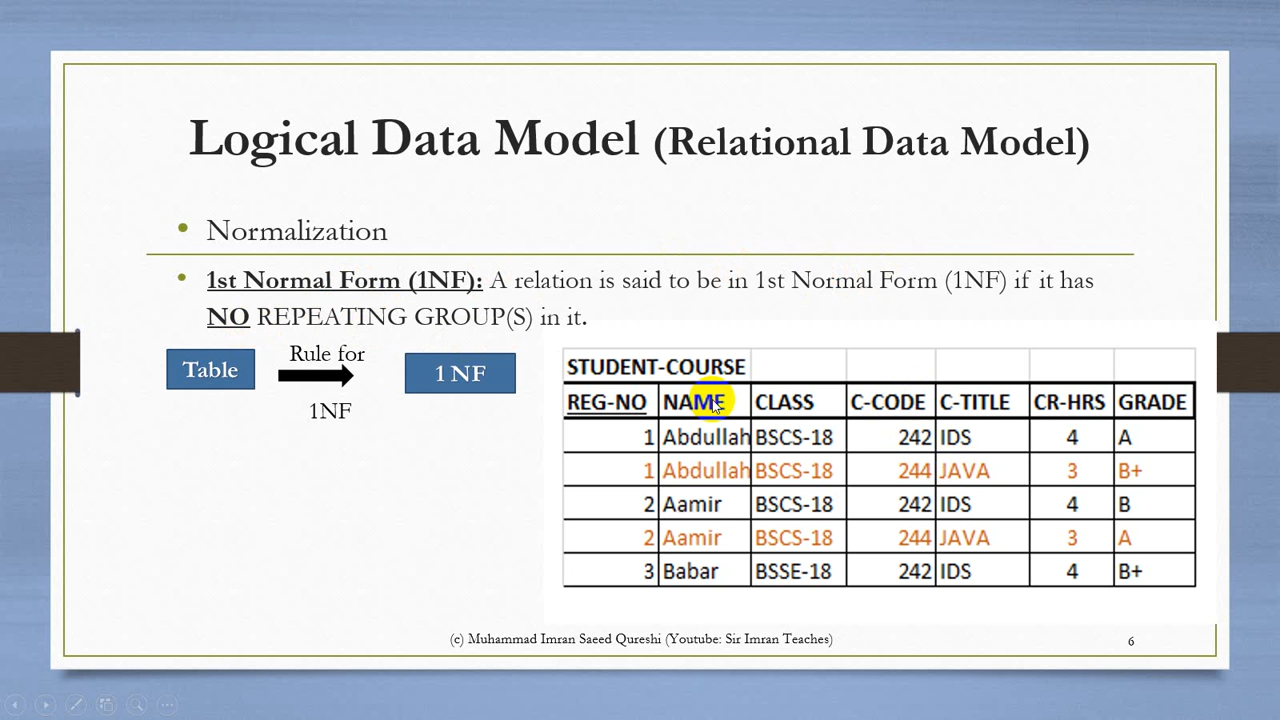 Logical Data Model (Relational Data Model)
• Normalization
• 1st Normal Form (1NF): A relation is said to be in 1st Normal Form (1NF) if it has
NO REPEATING GROUP(S) in it.
Table
Rule for
1NF
1 NF
STUDENT-COURSE
REG-NO NAME CLASS C-CODE C-TITLE CR-HRS GRADE
1 Abdullah BSCS-18 242 IDS 4 A
1 Abdullah BSCS-18 244 JAVA 3 B+
2 Aamir BSCS-18 242 IDS 4 B
2 Aamir BSCS-18 244 JAVA 3 A
3 Babar BSSE-18 242 IDS 4 B+
(c) Muhammad Imran Saeed Qureshi (Youtube: Sir Imran Teaches)
6